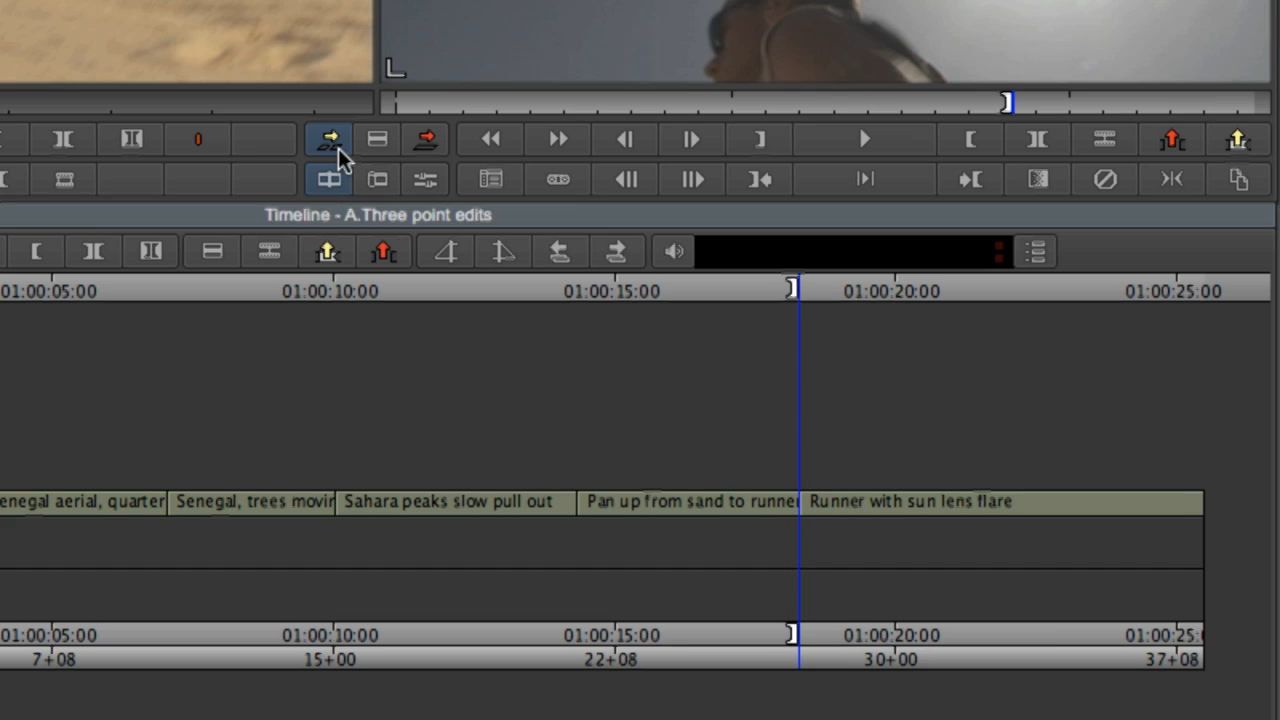 Timeline - A.Three point edits
01:00:05:00 01:00:10:00 01:00:15:00 01:00:20:00 01:00:25:00
enegal aerial, quarter Senegal, trees movin Sahara peaks slow pull out Pan up from sand to runner Runner with sun lens flare
01:00:05:00 01:00:10:00 01:00:15:00 01:00:20:00 01:00:25:
7+08 15+00 22+08 30+00 37+08